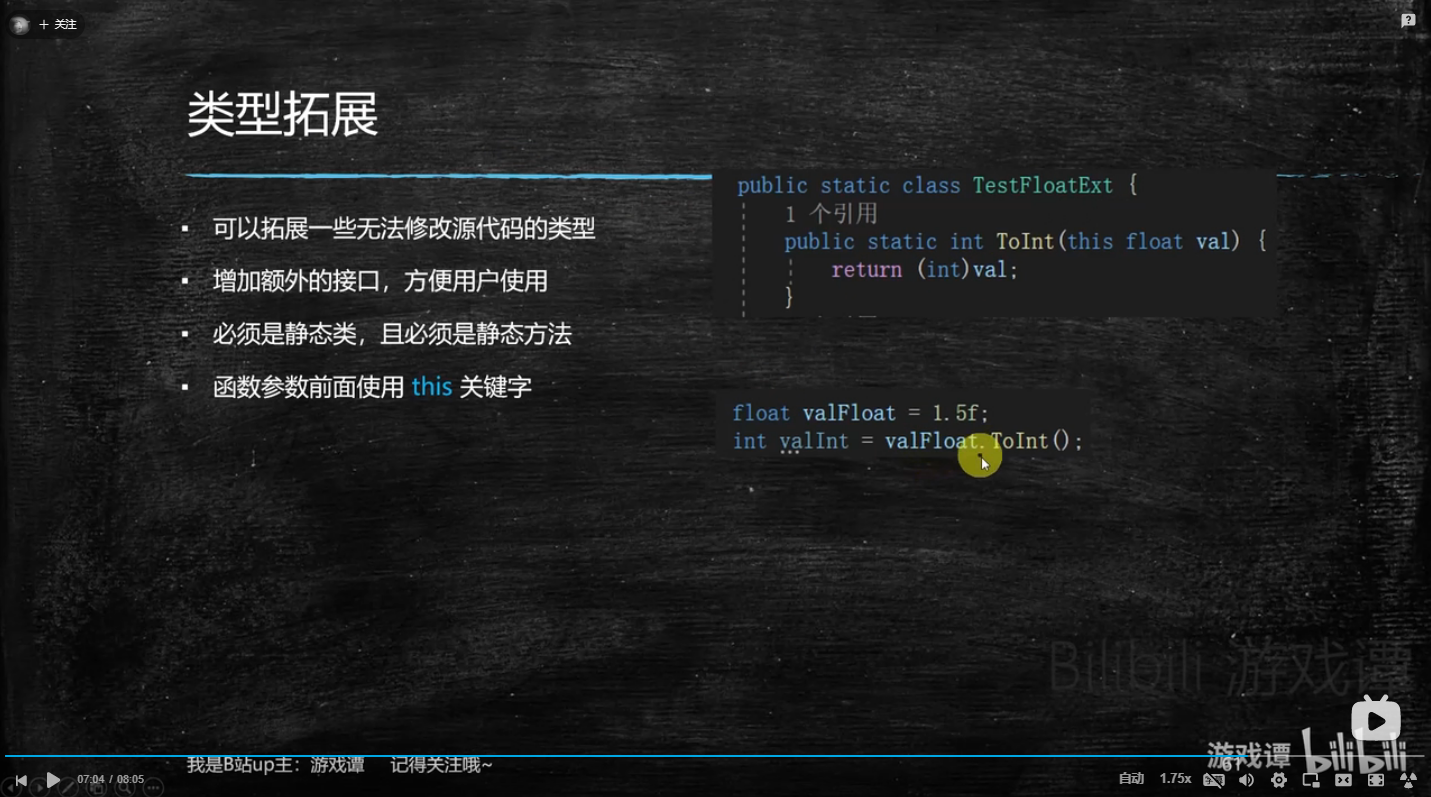 + 关注
类型拓展
▪ 可以拓展一些无法修改源代码的类型
▪ 增加额外的接口，方便用户使用
▪ 必须是静态类，且必须是静态方法
▪ 函数参数前面使用 this 关键字
public static class TestFloatExt {
1 个引用
public static int ToInt(this float val) {
return (int)val;
}
float valFloat = 1.5f;
int valInt = valFloat.ToInt();
Bilibili 游戏谭
游戏谭 bilibili
我是B站up主：游戏谭 记得关注哦~
07:04 / 08:05
自动 1.75x